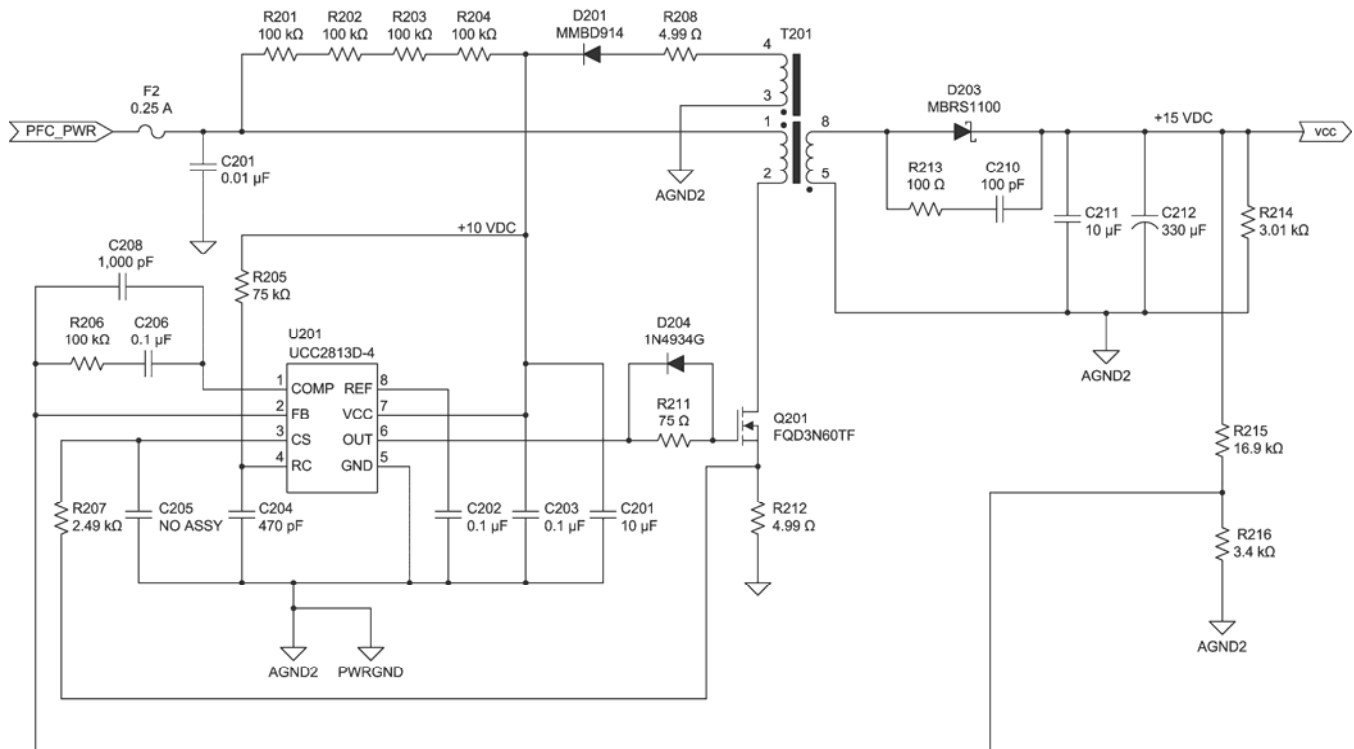 R201
100 kΩ
R202
100 kΩ
R203
100 kΩ
R204
100 kΩ
D201
MMBD914
R208
4.99 Ω
T201
4
3
1
2
8
5
F2
0.25 A
PFC_PWR
C201
0.01 µF
AGND2
D203
MBRS1100
+15 VDC
vcc
R213
100 Ω
C210
100 pF
C211
10 µF
C212
330 µF
R214
3.01 kΩ
AGND2
+10 VDC
C208
1,000 pF
R205
75 kΩ
R206
100 kΩ
C206
0.1 µF
U201
UCC2813D-4
1 COMP REF 8
2 FB VCC 7
3 CS OUT 6
4 RC GND 5
D204
1N4934G
R211
75 Ω
Q201
FQD3N60TF
R215
16.9 kΩ
R207
2.49 kΩ
C205
NO ASSY
C204
470 pF
C202
0.1 µF
C203
0.1 µF
C201
10 µF
R212
4.99 Ω
R216
3.4 kΩ
AGND2
PWRGND
AGND2